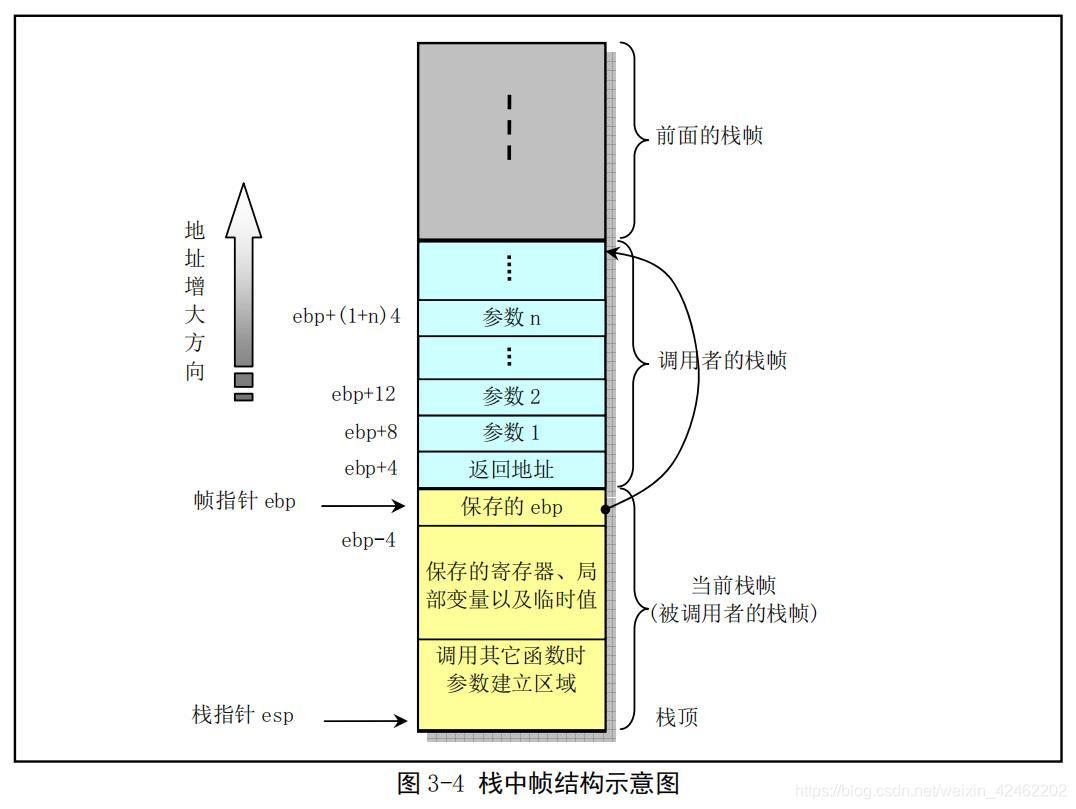 前面的栈帧
地址增大方向
ebp+(1+n)4
参数 n
调用者的栈帧
ebp+12
参数 2
ebp+8
参数 1
ebp+4
返回地址
帧指针 ebp
保存的 ebp
ebp-4
保存的寄存器、局
部变量以及临时值
当前栈帧
(被调用者的栈帧)
调用其它函数时
参数建立区域
栈指针 esp
栈顶
图 3-4 栈中帧结构示意图
https://blog.csdn.net/weixin_42462202